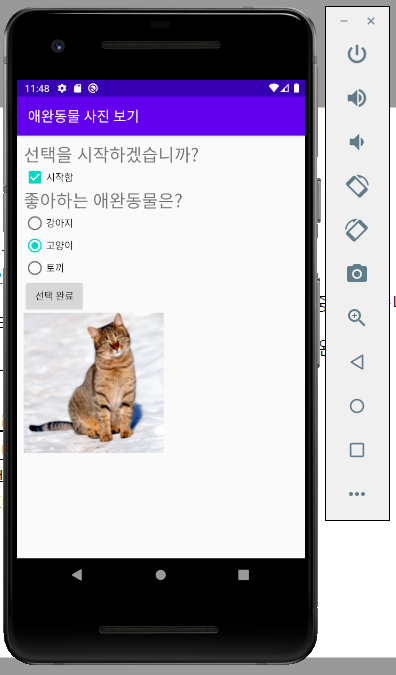 11:48
애완동물 사진 보기
선택을 시작하겠습니까?
시작함
좋아하는 애완동물은?
강아지
고양이
토끼
선택 완료